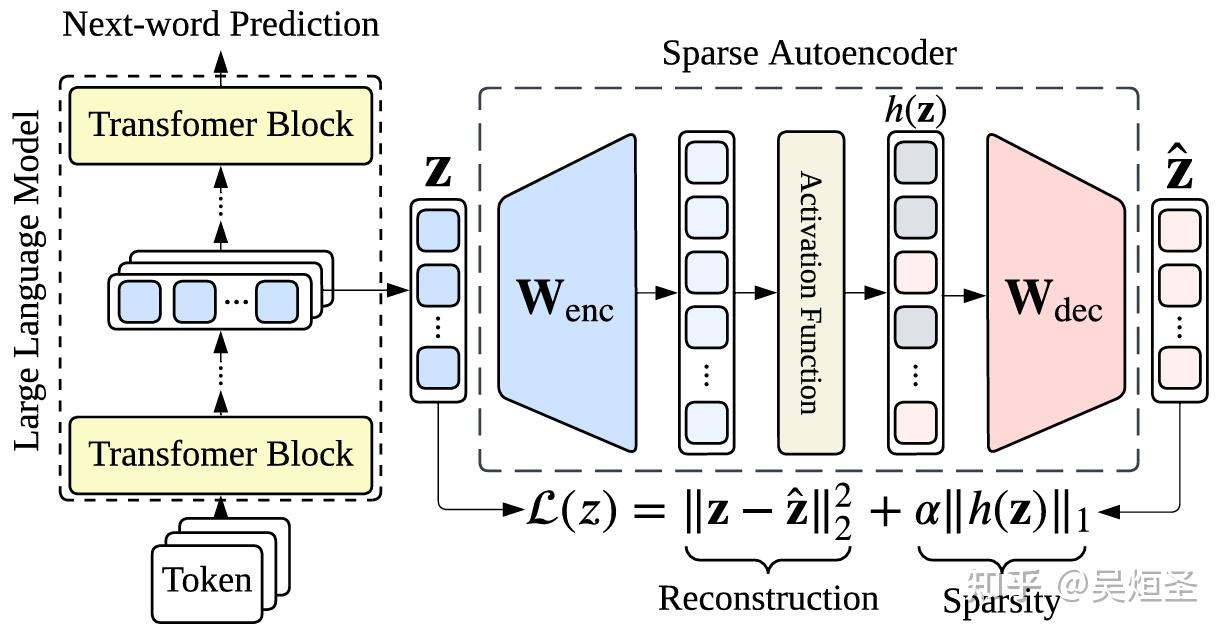 Next-word Prediction
Large Language Model
Transfomer Block
Transfomer Block
Token
Sparse Autoencoder
z
W_enc
Activation Function
h(z)
W_dec
ẑ
ℒ(z) = ‖z − ẑ‖₂² + α‖h(z)‖₁
Reconstruction
Sparsity
知乎 @吴烜圣